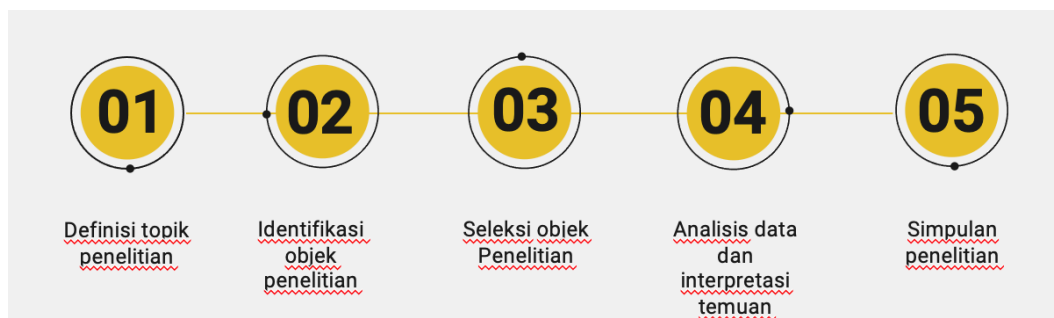 01
02
03
04
05
Definisi topik
penelitian
Identifikasi
objek
penelitian
Seleksi objek
Penelitian
Analisis data
dan
interpretasi
temuan
Simpulan
penelitian